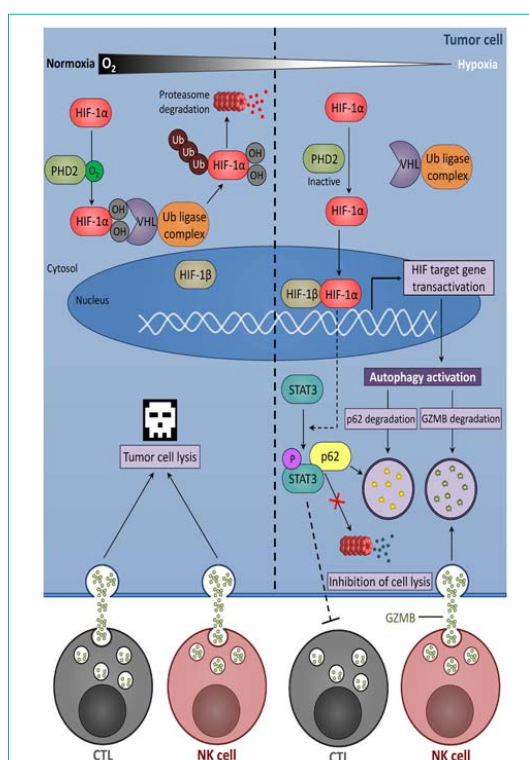 Tumor cell
Normoxia
O2
Hypoxia
Proteasome
degradation
HIF-1α
PHD2
O2
HIF-1α
OH
OH
VHL
Ub ligase
complex
Ub
Ub
Ub
HIF-1α
OH
OH
HIF-1α
PHD2
Inactive
HIF-1α
VHL
Ub ligase
complex
Cytosol
Nucleus
HIF-1β
HIF-1β
HIF-1α
HIF target gene
transactivation
Autophagy activation
p62 degradation
GZMB degradation
STAT3
P
STAT3
p62
Tumor cell lysis
Inhibition of cell lysis
GZMB
CTL
NK cell
CTL
NK cell